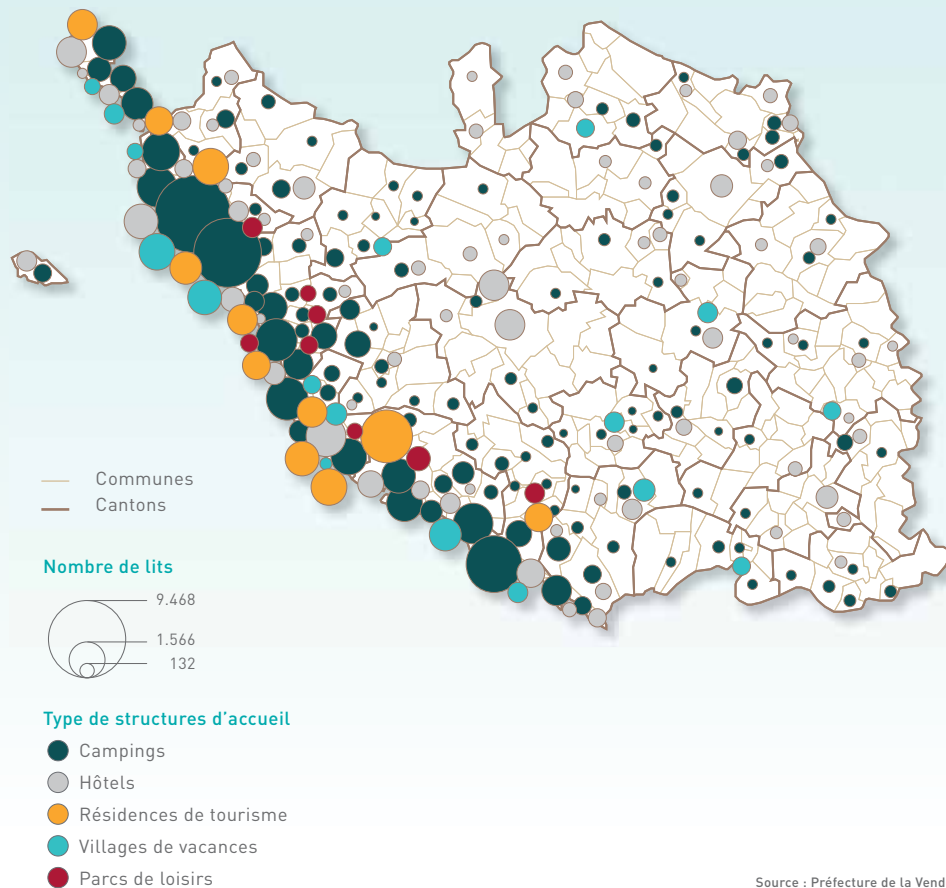 Communes
Cantons
Nombre de lits
9.468
1.566
132
Type de structures d'accueil
Campings
Hôtels
Résidences de tourisme
Villages de vacances
Parcs de loisirs
Source : Préfecture de la Vend